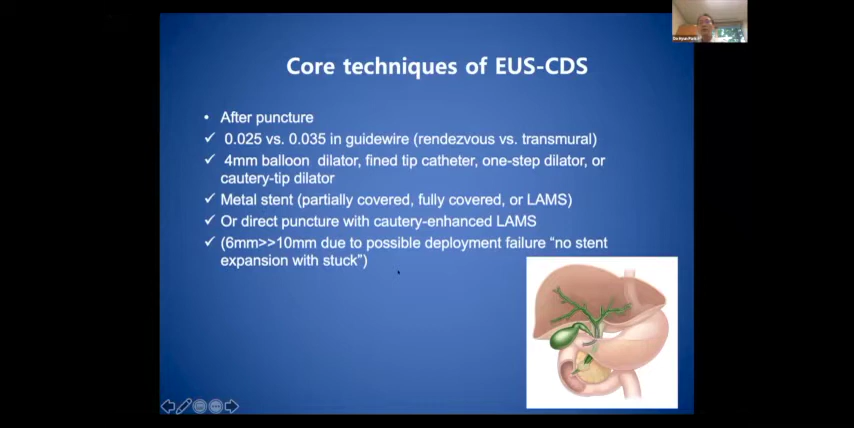 Core techniques of EUS-CDS
• After puncture
✓ 0.025 vs. 0.035 in guidewire (rendezvous vs. transmural)
✓ 4mm balloon dilator, fined tip catheter, one-step dilator, or
cautery-tip dilator
✓ Metal stent (partially covered, fully covered, or LAMS)
✓ Or direct puncture with cautery-enhanced LAMS
✓ (6mm>>10mm due to possible deployment failure “no stent
expansion with stuck”)